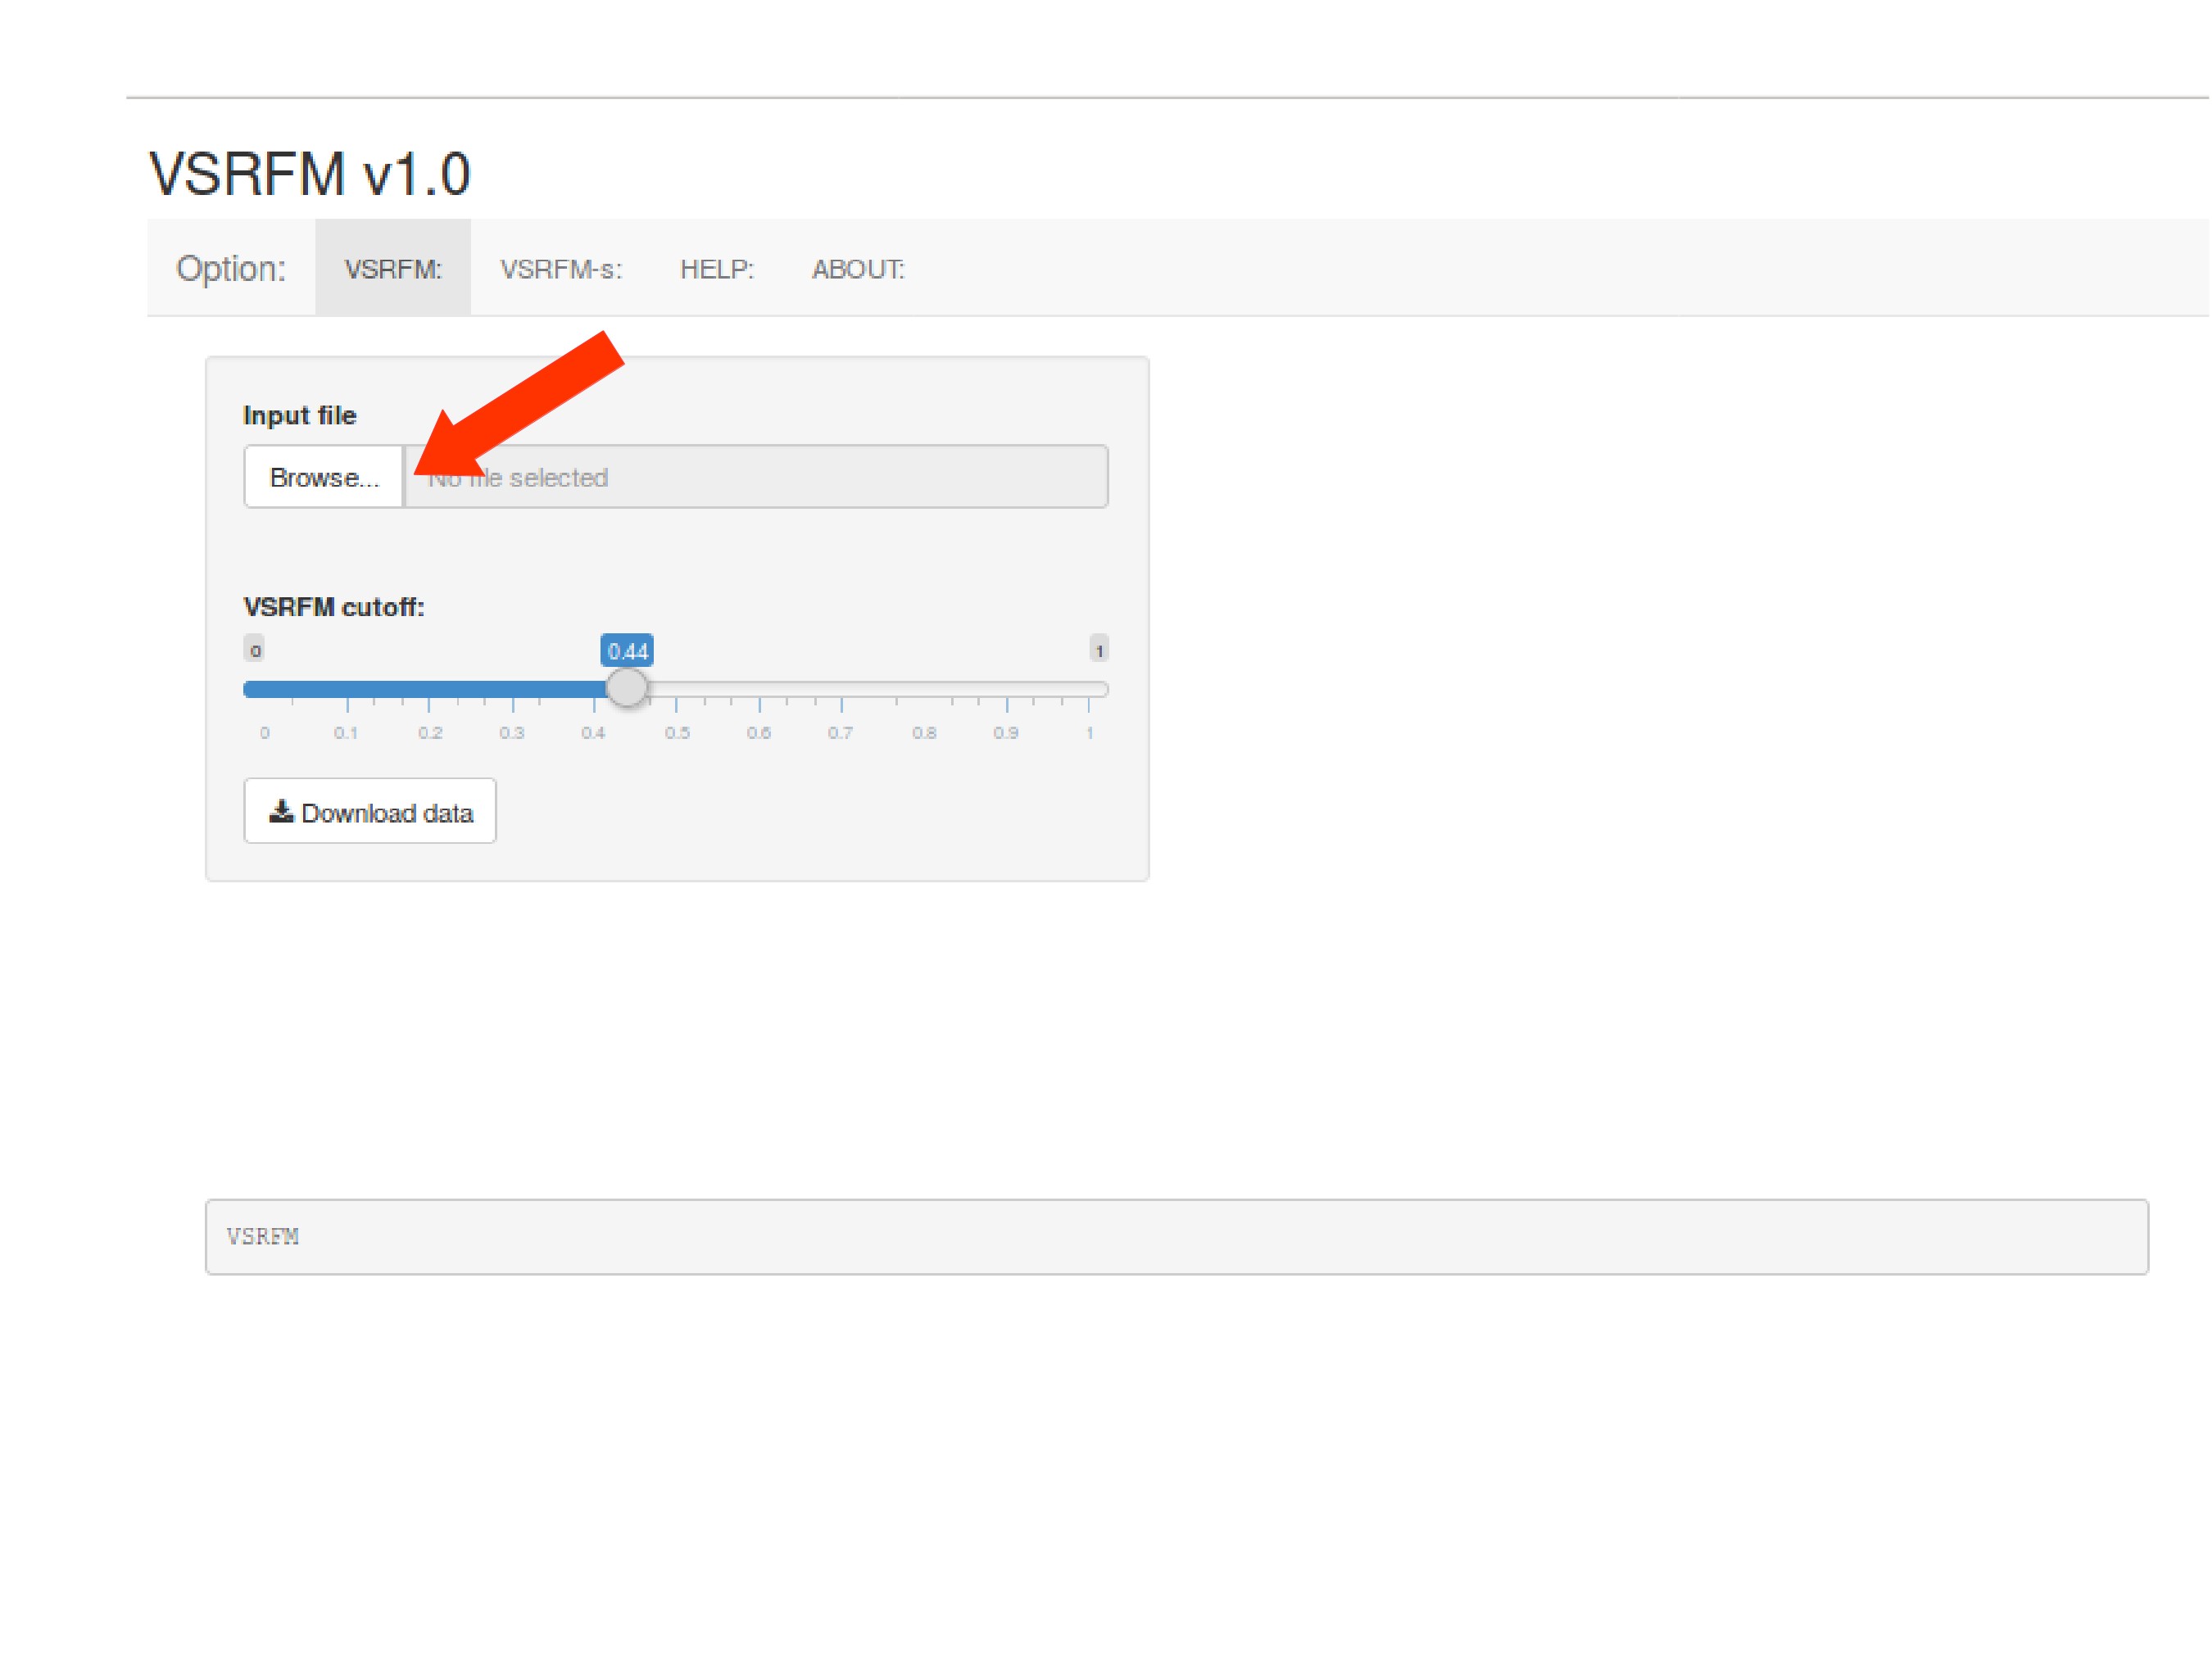 VSRFM v1.0
Option: VSRFM: VSRFM-s: HELP: ABOUT:
Input file
Browse... No file selected
VSRFM cutoff:
0 0.44 1
0 0.1 0.2 0.3 0.4 0.5 0.6 0.7 0.8 0.9 1
Download data
VSRFM